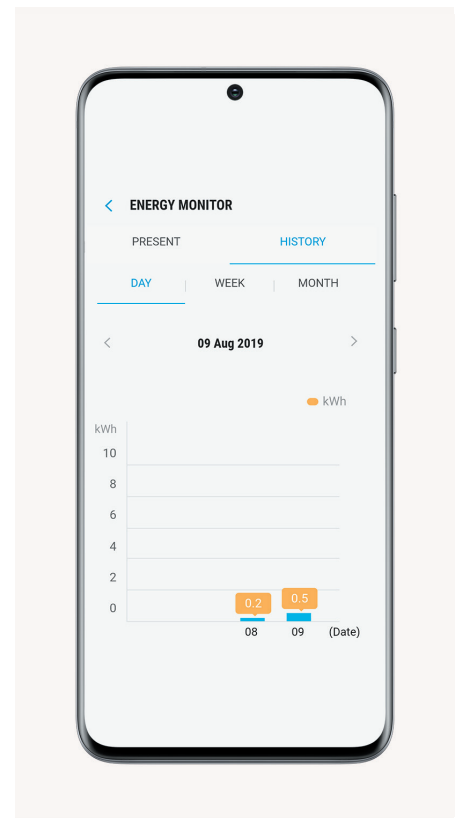 ENERGY MONITOR
PRESENT HISTORY
DAY WEEK MONTH
09 Aug 2019
kWh
kWh
10
8
6
4
2
0
0.2 0.5
08 09 (Date)